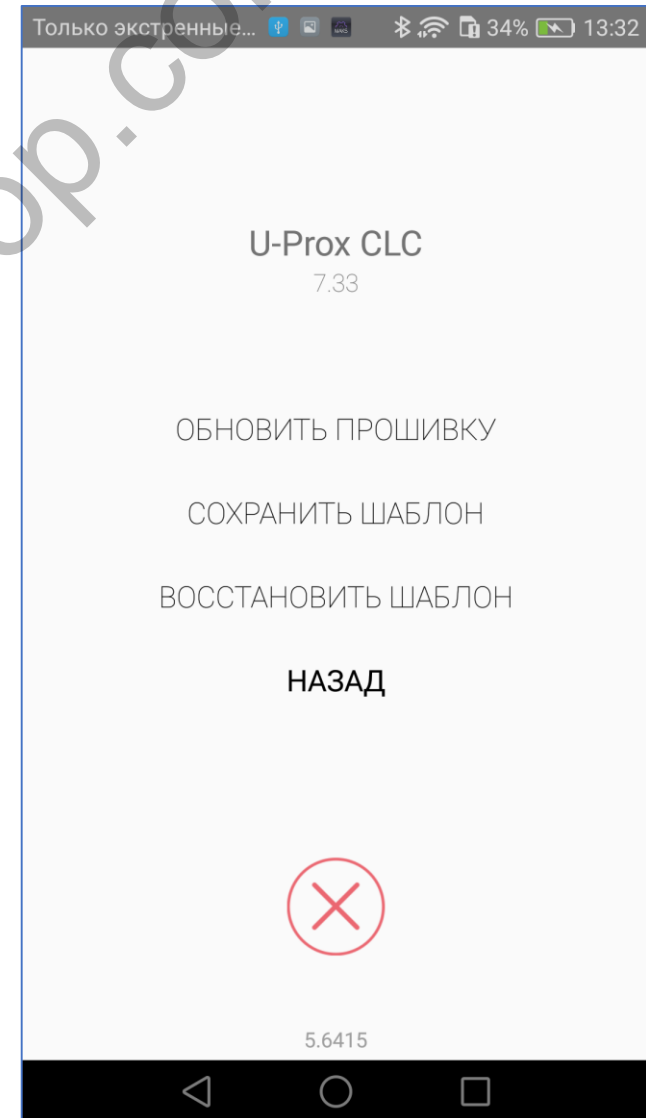 Только экстренные... 34% 13:32
U-Prox CLC
7.33
ОБНОВИТЬ ПРОШИВКУ
СОХРАНИТЬ ШАБЛОН
ВОССТАНОВИТЬ ШАБЛОН
НАЗАД
5.6415